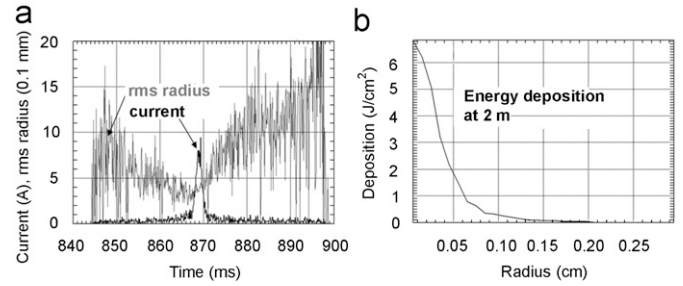 a
Current (A), rms radius (0.1 mm)
20
15
10
5
0
rms radius
current
840 850 860 870 880 890 900
Time (ms)
b
Deposition (J/cm²)
6
5
4
3
2
1
0
Energy deposition
at 2 m
0.05 0.10 0.15 0.20 0.25
Radius (cm)